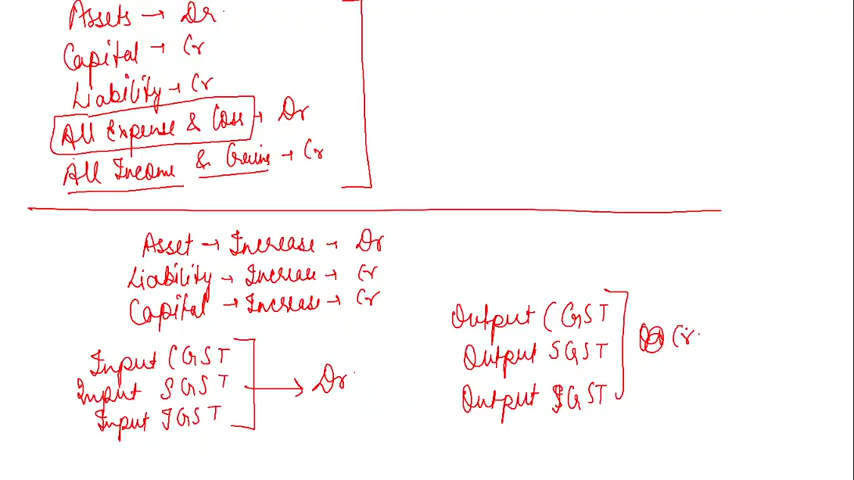 Assets → Dr
Capital → Cr
Liability → Cr
All Expense & Loss → Dr
All Income & Gains → Cr
Asset → Increase → Dr
Liability → Increase → Cr
Capital → Increase → Cr
Input CGST
Input SGST → Dr
Input IGST
Output CGST
Output SGST Cr
Output IGST